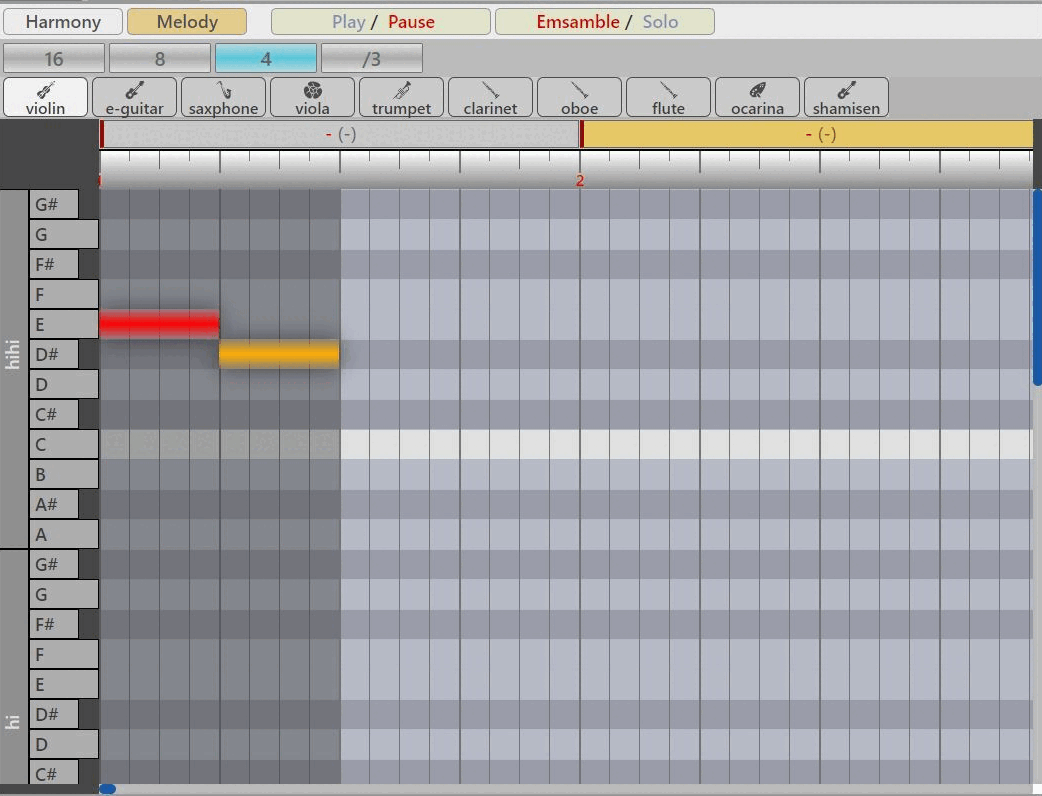 Harmony Melody Play / Pause Emsamble / Solo
16 8 4 /3
violin e-guitar saxphone viola trumpet clarinet oboe flute ocarina shamisen
- (-) - (-)
2
G#
G
F#
F
E
hihi
D#
D
C#
C
B
A#
A
G#
G
F#
F
E
D#
hi
D
C#